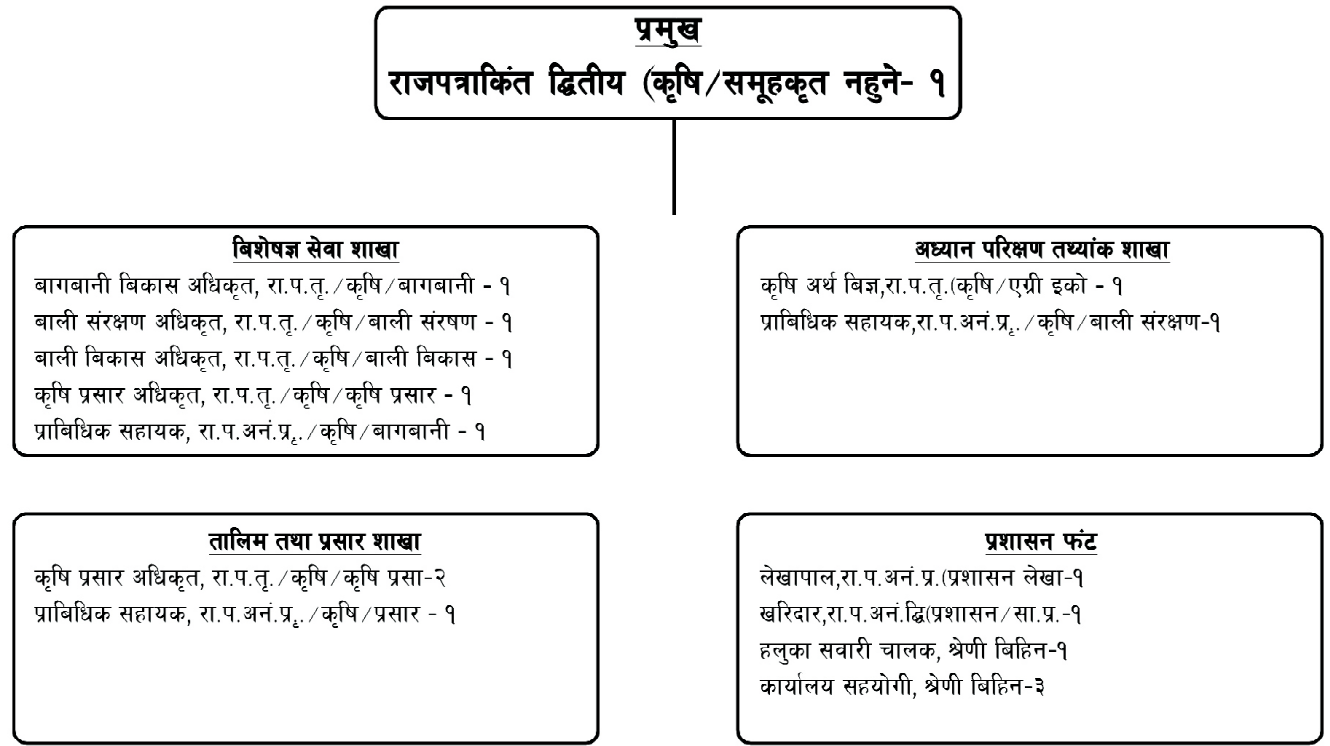 प्रमुख
राजपत्राकिंत द्वितीय (कृषि/समूहकृत नहुने- १
बिशेषज्ञ सेवा शाखा
बागबानी बिकास अधिकृत, रा.प.तृ./कृषि/बागबानी - १
बाली संरक्षण अधिकृत, रा.प.तृ./कृषि/बाली संरषण - १
बाली बिकास अधिकृत, रा.प.तृ./कृषि/बाली बिकास - १
कृषि प्रसार अधिकृत, रा.प.तृ./कृषि/कृषि प्रसार - १
प्राबिधिक सहायक, रा.प.अनं.प्रृ./कृषि/बागबानी - १
अध्यान परिक्षण तथ्यांक शाखा
कृषि अर्थ बिज्ञ,रा.प.तृ.(कृषि/एग्री इको - १
प्राबिधिक सहायक,रा.प.अनं.प्रृ./कृषि/बाली संरक्षण-१
तालिम तथा प्रसार शाखा
कृषि प्रसार अधिकृत, रा.प.तृ./कृषि/कृषि प्रसा-२
प्राबिधिक सहायक, रा.प.अनं.प्रृ./कृषि/प्रसार - १
प्रशासन फंट
लेखापाल,रा.प.अनं.प्र.(प्रशासन लेखा-१
खरिदार,रा.प.अनं.द्धि(प्रशासन/सा.प्र.-१
हलुका सवारी चालक, श्रेणी बिहिन-१
कार्यालय सहयोगी, श्रेणी बिहिन-३